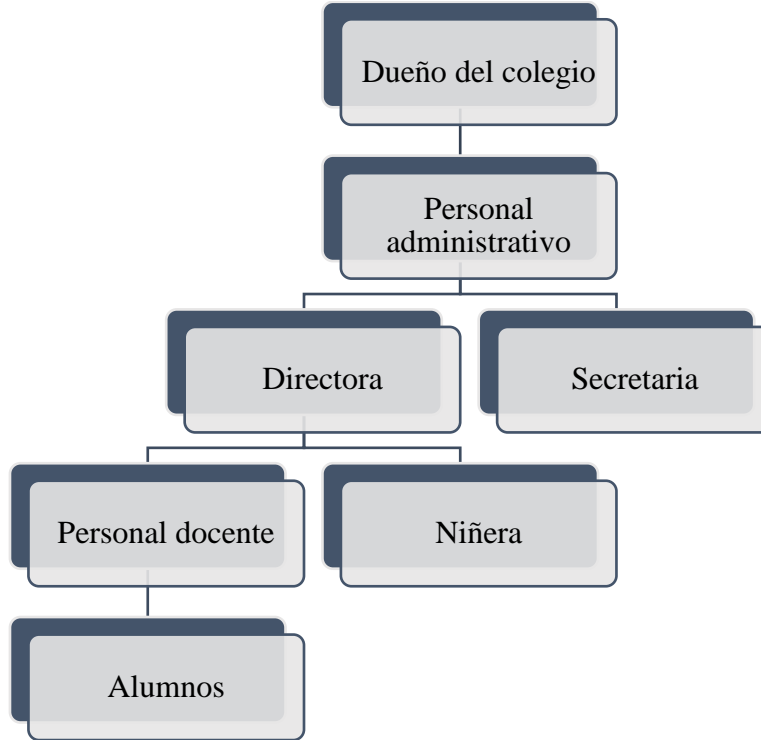 Dueño del colegio
Personal
administrativo
Directora
Secretaria
Personal docente
Niñera
Alumnos